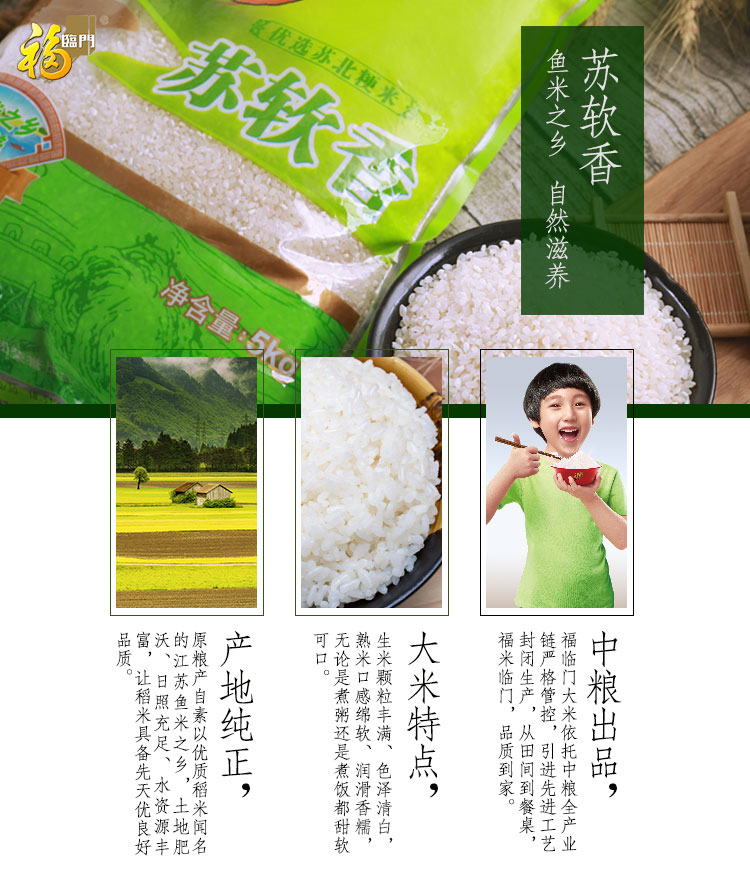 福
臨門
优选苏北粳米
苏软香
之乡
净含量:5kg
苏软香
鱼米之乡 自然滋养
中粮出品，
福临门大米依托中粮全产业
链严格管控，引进先进工艺
封闭生产，从田间到餐桌，
福米临门，品质到家。
大米特点，
生米颗粒丰满、色泽清白，
熟米口感绵软、润滑香糯，
无论是煮粥还是煮饭都甜软
可口。
产地纯正，
原粮产自素以优质稻米闻名
的江苏鱼米之乡，土地肥
沃、日照充足、水资源丰
富，让稻米具备先天优良好
品质。